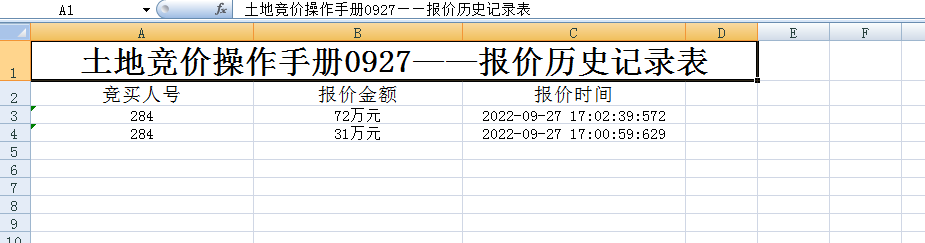 A1 fx 土地竞价操作手册0927——报价历史记录表
A B C D E F
1 土地竞价操作手册0927——报价历史记录表
2 竞买人号 报价金额 报价时间
3 284 72万元 2022-09-27 17:02:39:572
4 284 31万元 2022-09-27 17:00:59:629
5
6
7
8
9
10